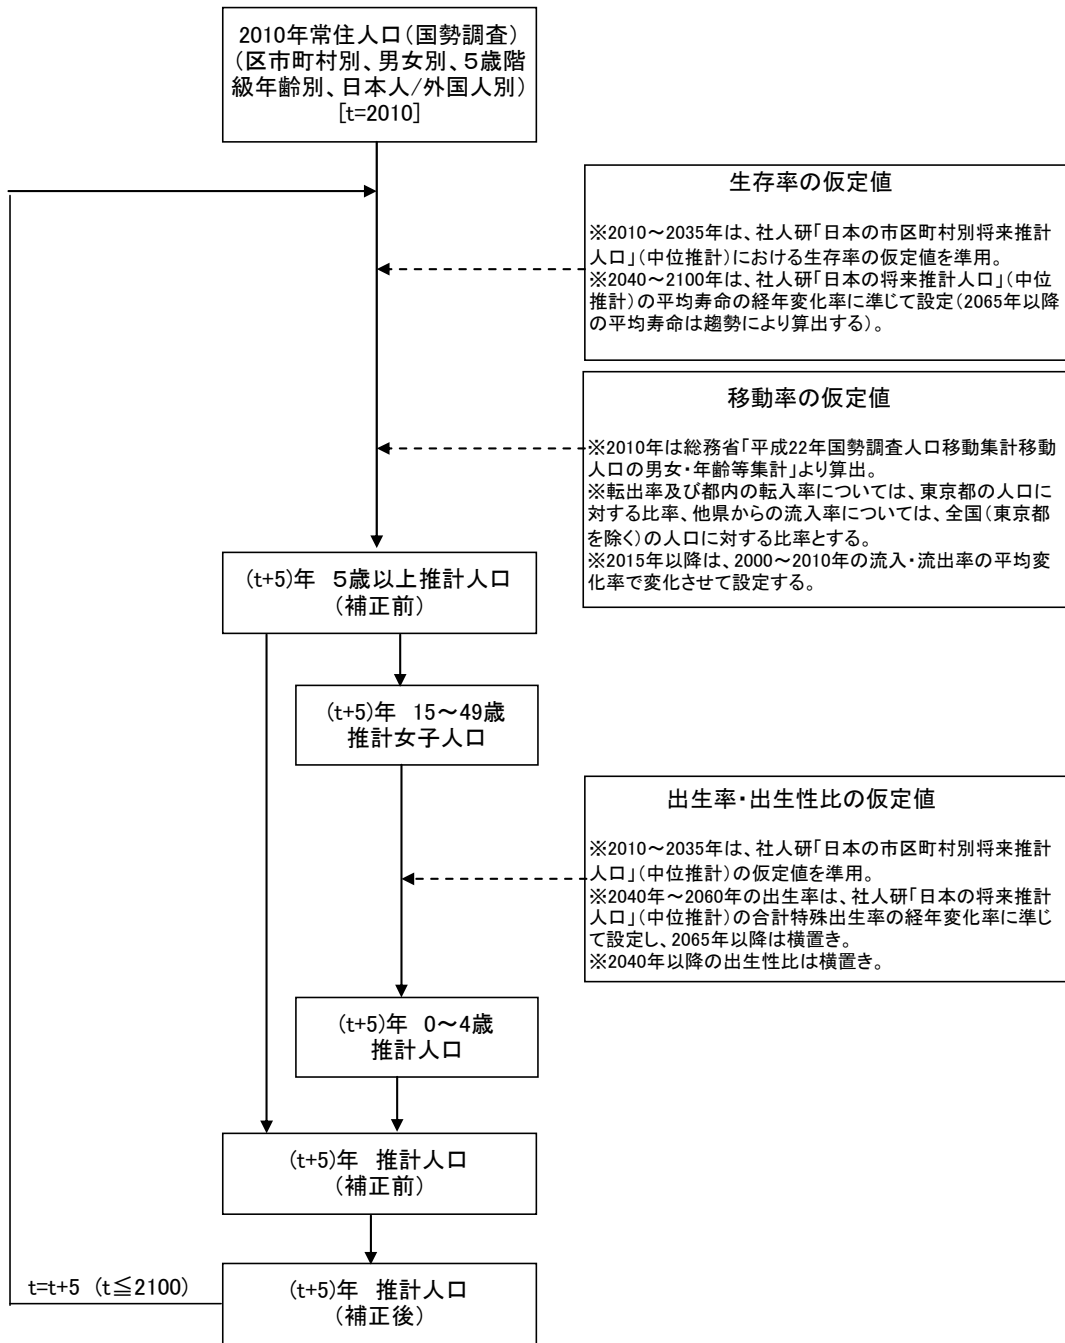 2010年常住人口(国勢調査)
(区市町村別、男女別、5歳階
級年齢別、日本人/外国人別)
[t=2010]
生存率の仮定値
※2010～2035年は、社人研「日本の市区町村別将来推計
人口」(中位推計)における生存率の仮定値を準用。
※2040～2100年は、社人研「日本の将来推計人口」(中位
推計)の平均寿命の経年変化率に準じて設定(2065年以降
の平均寿命は趨勢により算出する)。
移動率の仮定値
※2010年は総務省「平成22年国勢調査人口移動集計移動
人口の男女・年齢等集計」より算出。
※転出率及び都内の転入率については、東京都の人口に
対する比率、他県からの流入率については、全国(東京都
を除く)の人口に対する比率とする。
※2015年以降は、2000～2010年の流入・流出率の平均変
化率で変化させて設定する。
(t+5)年 5歳以上推計人口
(補正前)
(t+5)年 15～49歳
推計女子人口
出生率・出生性比の仮定値
※2010～2035年は、社人研「日本の市区町村別将来推計
人口」(中位推計)の仮定値を準用。
※2040年～2060年の出生率は、社人研「日本の将来推計
人口」(中位推計)の合計特殊出生率の経年変化率に準じ
て設定し、2065年以降は横置き。
※2040年以降の出生性比は横置き。
(t+5)年 0～4歳
推計人口
(t+5)年 推計人口
(補正前)
t=t+5 (t≦2100)
(t+5)年 推計人口
(補正後)